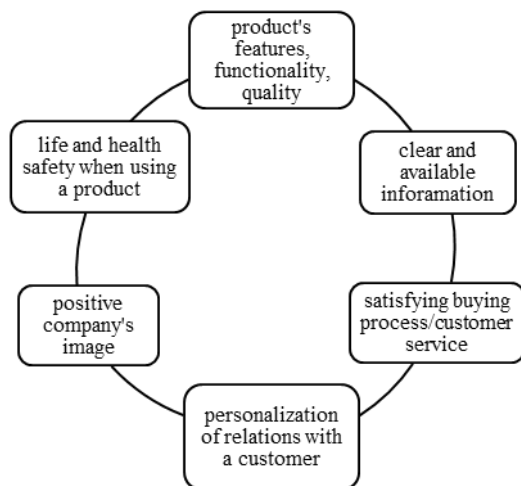 product's
features,
functionality,
quality
clear and
available
inforamation
satisfying buying
process/customer
service
personalization
of relations with
a customer
positive
company's
image
life and health
safety when using
a product